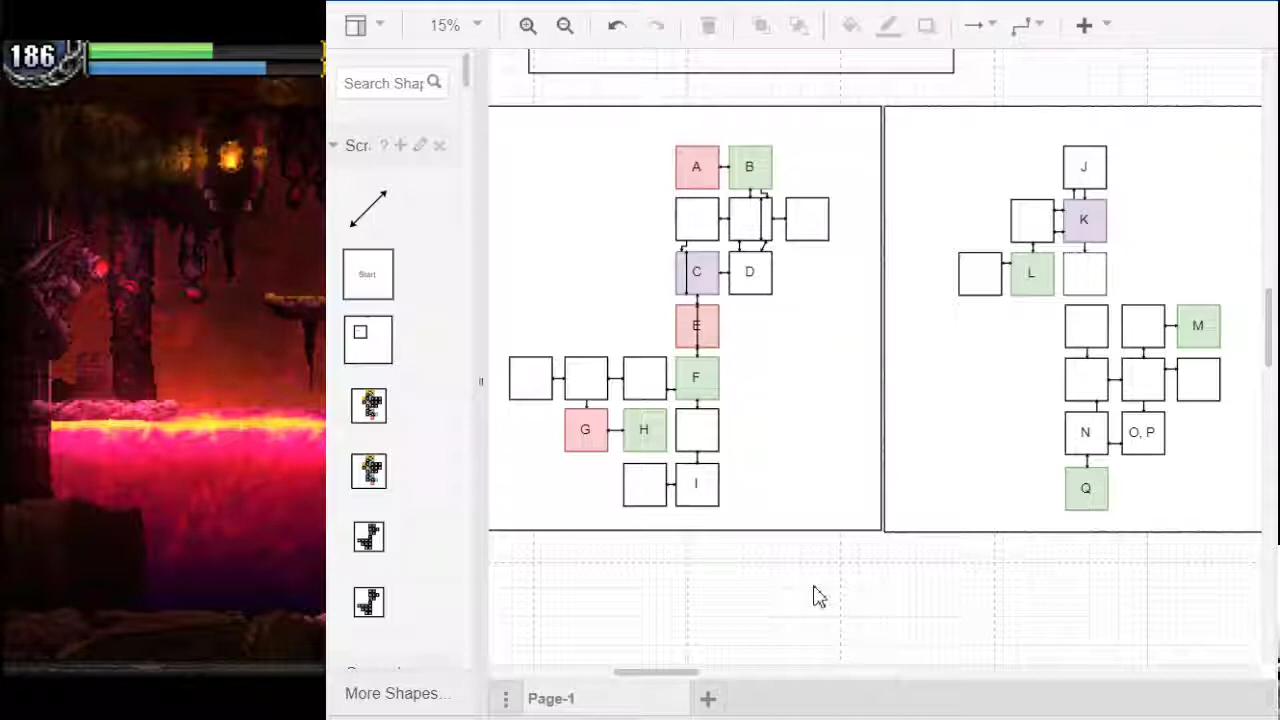 186
15%
Search Shap
Scr.
?
Start
A
B
C
D
E
F
G
H
I
J
K
L
M
N
O, P
Q
More Shapes...
Page-1